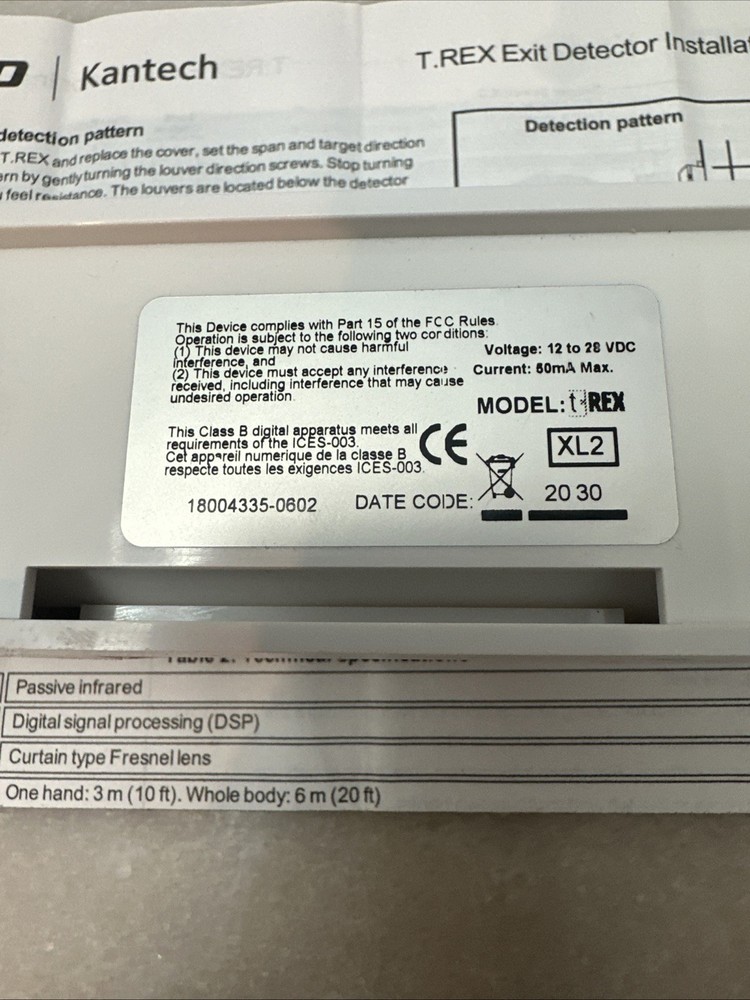 Kantech
T.REX Exit Detector
Detection pattern
detection pattern
T.REX and replace the cover, set the span and target direction
by gently turning the louver direction screws. Stop turning
feel resistance. The louvers are located below the detector
This Device complies with Part 15 of the FCC Rules
Operation is subject to the following two conditions:
(1) This device may not cause harmful
interference, and
(2) This device must accept any interference
received, including interference that may cause
undesired operation.
Voltage: 12 to 28 VDC
Current: 50mA Max.
MODEL: t.REX
XL2
This Class B digital apparatus meets all
requirements of the ICES-003.
Cet appareil numerique de la classe B
respecte toutes les exigences ICES-003.
CE
18004335-0602
DATE CODE:
20 30
Passive infrared
Digital signal processing (DSP)
Curtain type Fresnel lens
One hand: 3 m (10 ft). Whole body: 6 m (20 ft)